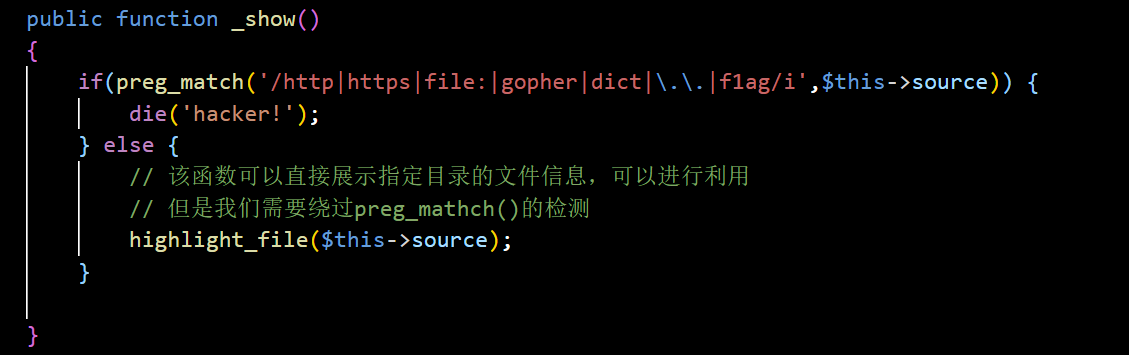 public function _show()
{
if(preg_match('/http|https|file:|gopher|dict|\.\.|f1ag/i',$this->source)) {
die('hacker!');
} else {
// 该函数可以直接展示指定目录的文件信息，可以进行利用
// 但是我们需要绕过preg_mathch()的检测
highlight_file($this->source);
}
}